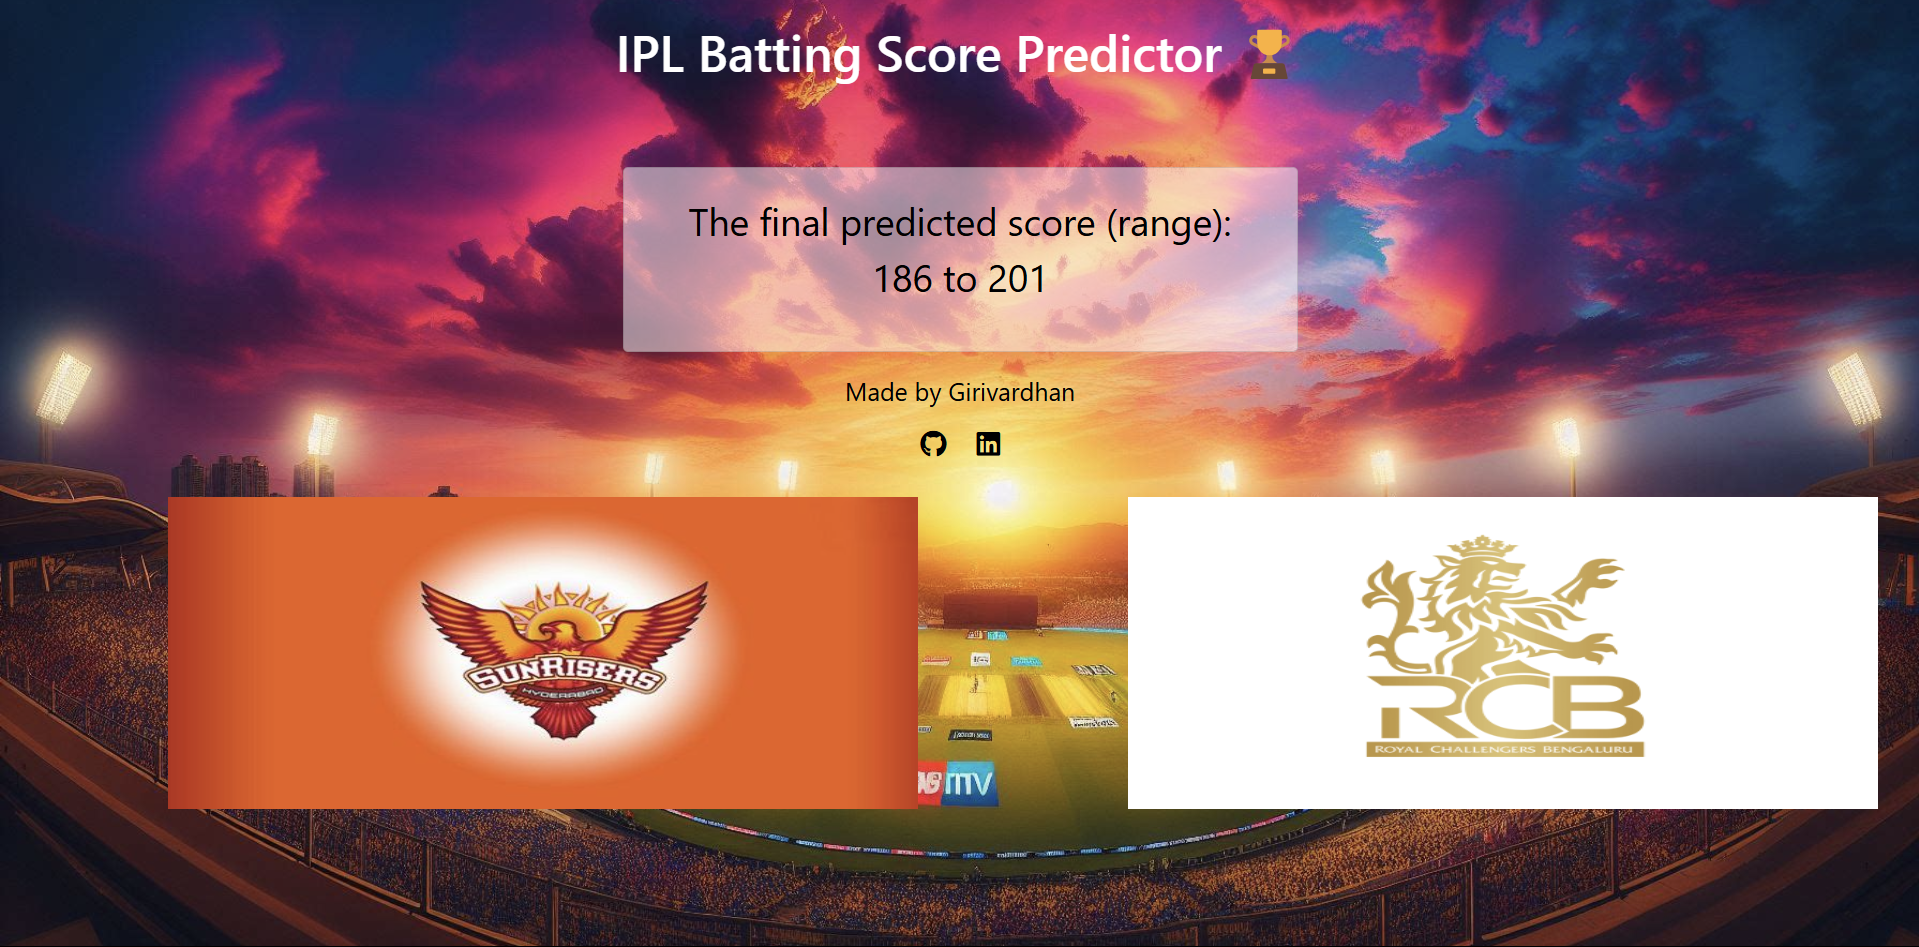 IPL Batting Score Predictor
The final predicted score (range):
186 to 201
Made by Girivardhan
in
SUNRISERS
HYDERABAD
RCB
ROYAL CHALLENGERS BENGALURU